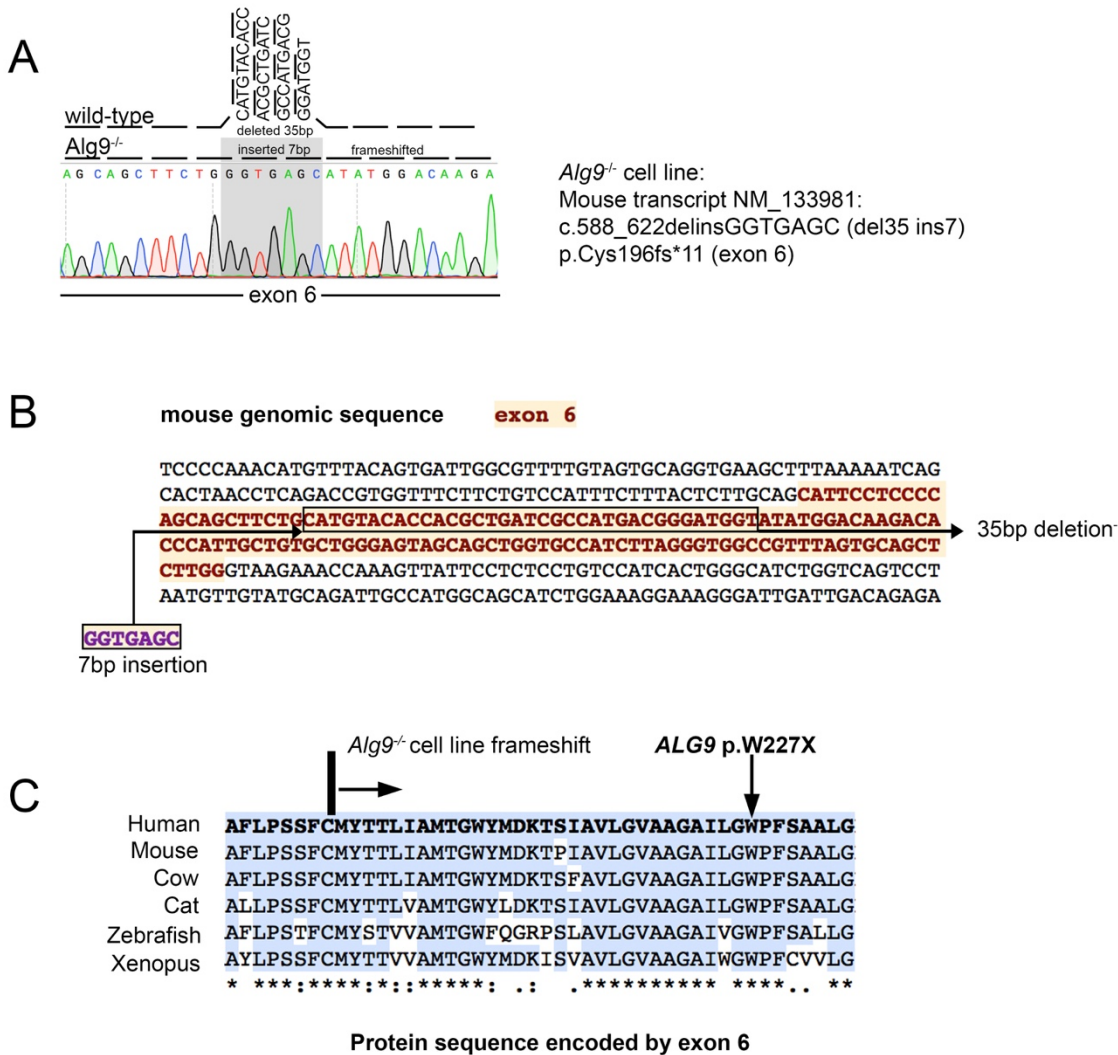 A
CATGTACACC
ACGCTGATC
GCCATGACG
GGATGGT
wild-type
deleted 35bp
Alg9-/-
inserted 7bp
frameshifted
AGCAGCTTCTGGGTGAGCATATGGACAAGA
exon 6
Alg9-/- cell line:
Mouse transcript NM_133981:
c.588_622delinsGGTGAGC (del35 ins7)
p.Cys196fs*11 (exon 6)
B
mouse genomic sequence exon 6
TCCCCAAACATGTTTACAGTGATTGGCGTTTTGTAGTGCAGGTGAAGCTTTAAAAATCAG
CACTAACCTCAGACCGTGGTTTCTTCTGTCCATTTCTTTACTCTTGCAGCATTCCTCCCC
AGCAGCTTCTGCATGTACACCACGCTGATCGCCATGACGGGATGGTATATGGACAAGACA
CCCATTGCTGTGCTGGGAGTAGCAGCTGGTGCCATCTTAGGGTGGCCGTTTAGTGCAGCT
CTTGGGTAAGAAACCAAAGTTATTCCTCTCCTGTCCATCACTGGGCATCTGGTCAGTCCT
AATGTTGTATGCAGATTGCCATGGCAGCATCTGGAAAGGAAAGGGATTGATTGACAGAGA
35bp deletion-
GGTGAGC
7bp insertion
C
Alg9-/- cell line frameshift
ALG9 p.W227X
Human AFLPSSFCMYTTLIAMTGWYMDKTSIAVLGVAAGAILGWPFSAALG
Mouse AFLPSSFCMYTTLIAMTGWYMDKTPIAVLGVAAGAILGWPFSAALG
Cow AFLPSSFCMYTTLIAMTGWYMDKTSFAVLGVAAGAILGWPFSAALG
Cat ALLPSSFCMYTTLVAMTGWYLDKTSIAVLGVAAGAILGWPFSAALG
Zebrafish AFLPSTFCMYSTVVAMTGWFQGRPSLAVLGVAAGAIVGWPFSALLG
Xenopus AYLPSSFCMYTTVVAMTGWYMDKISVAVLGVAAGAIWGWPFCVVLG
* ***:****:*::*****: .: .********** ****.. **
Protein sequence encoded by exon 6